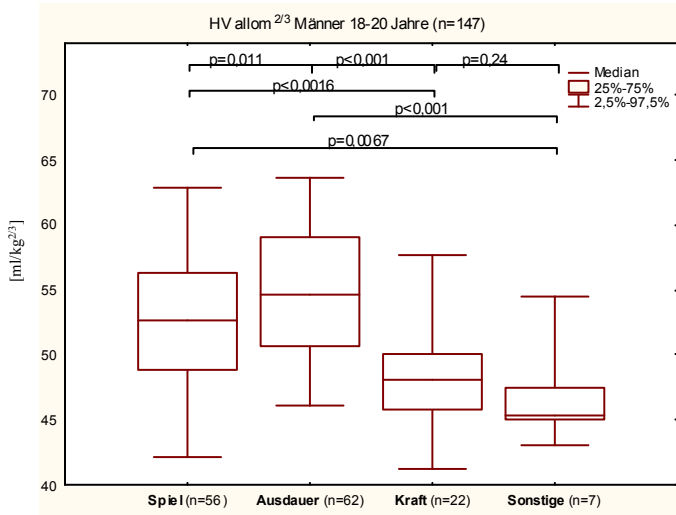 HV allom 2/3 Männer 18-20 Jahre (n=147)
p=0,011 p<0,001 p=0,24
p<0,0016
p<0,001
p=0,0067
Median
25%-75%
2,5%-97,5%
[ml/kg2/3]
70
65
60
55
50
45
40
Spiel (n=56) Ausdauer (n=62) Kraft (n=22) Sonstige (n=7)